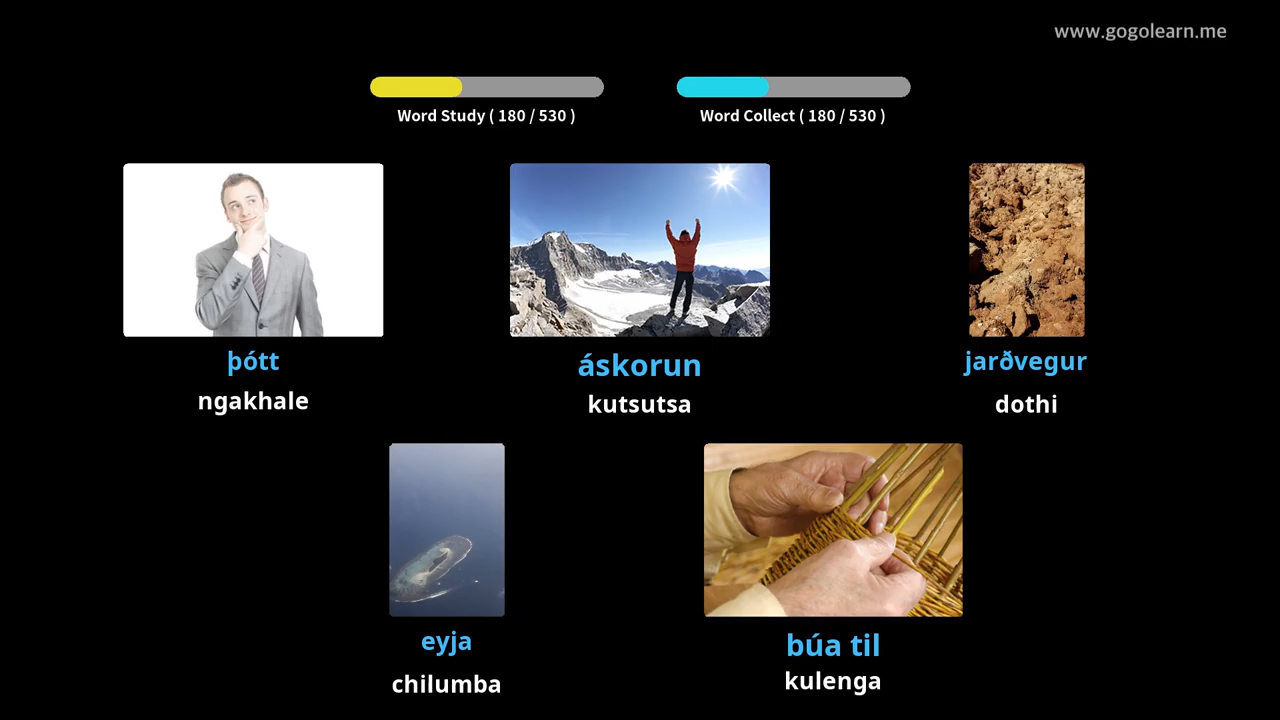 www.gogolearn.me
Word Study ( 180 / 530 )
Word Collect ( 180 / 530 )
þótt
áskorun
jarðvegur
ngakhale
kutsutsa
dothi
eyja
búa til
chilumba
kulenga